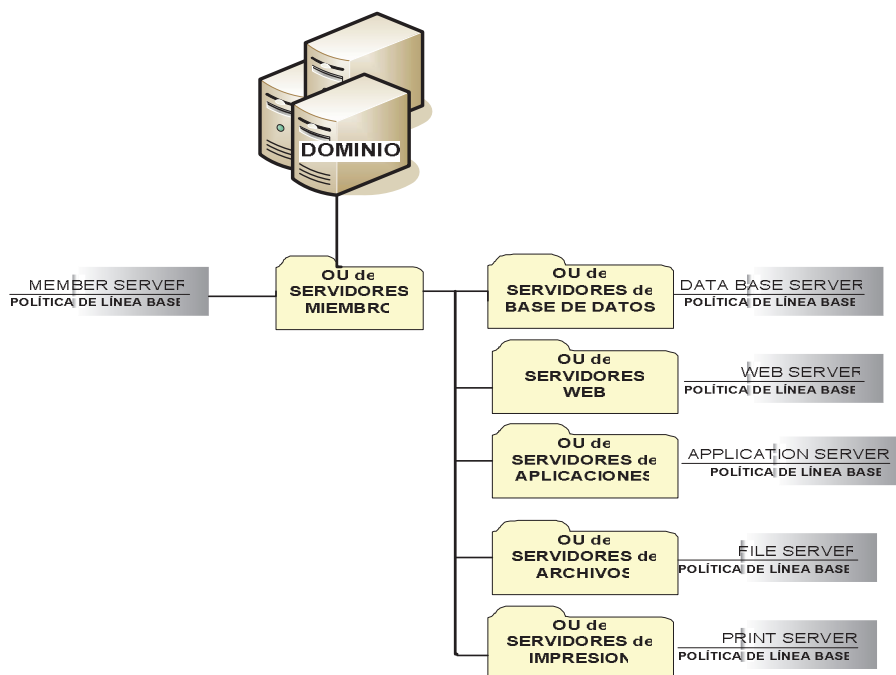 DOMINIO
MEMBER SERVER
POLÍTICA DE LÍNEA BASE
OU de
SERVIDORES
MIEMBRO
OU de
SERVIDORES de
BASE DE DATOS
DATA BASE SERVER
POLÍTICA DE LÍNEA BASE
OU de
SERVIDORES
WEB
WEB SERVER
POLÍTICA DE LÍNEA BASE
OU de
SERVIDORES de
APLICACIONES
APPLICATION SERVER
POLÍTICA DE LÍNEA BASE
OU de
SERVIDORES de
ARCHIVOS
FILE SERVER
POLÍTICA DE LÍNEA BASE
OU de
SERVIDORES de
IMPRESION
PRINT SERVER
POLÍTICA DE LÍNEA BASE